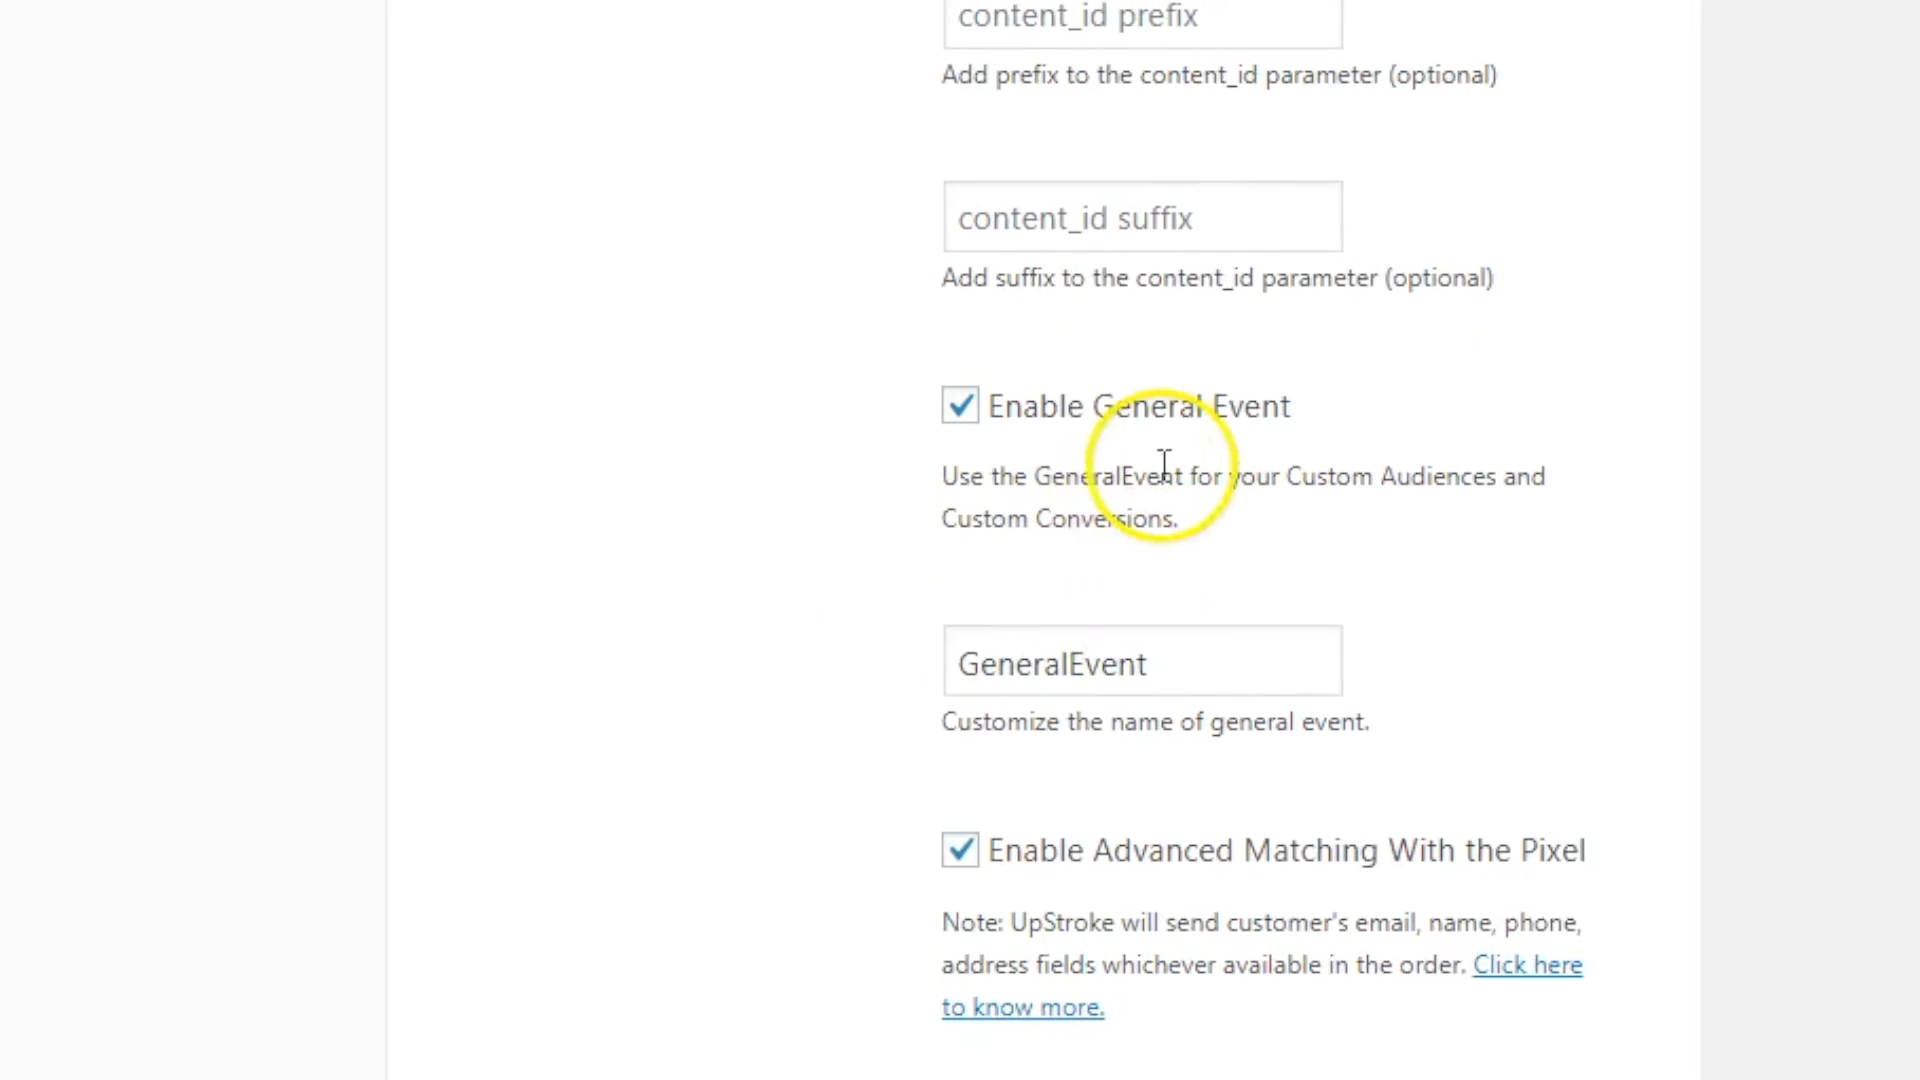 content_id prefix
Add prefix to the content_id parameter (optional)
content_id suffix
Add suffix to the content_id parameter (optional)
Enable General Event
Use the GeneralEvent for your Custom Audiences and
Custom Conversions.
GeneralEvent
Customize the name of general event.
Enable Advanced Matching With the Pixel
Note: UpStroke will send customer's email, name, phone,
address fields whichever available in the order. Click here
to know more.